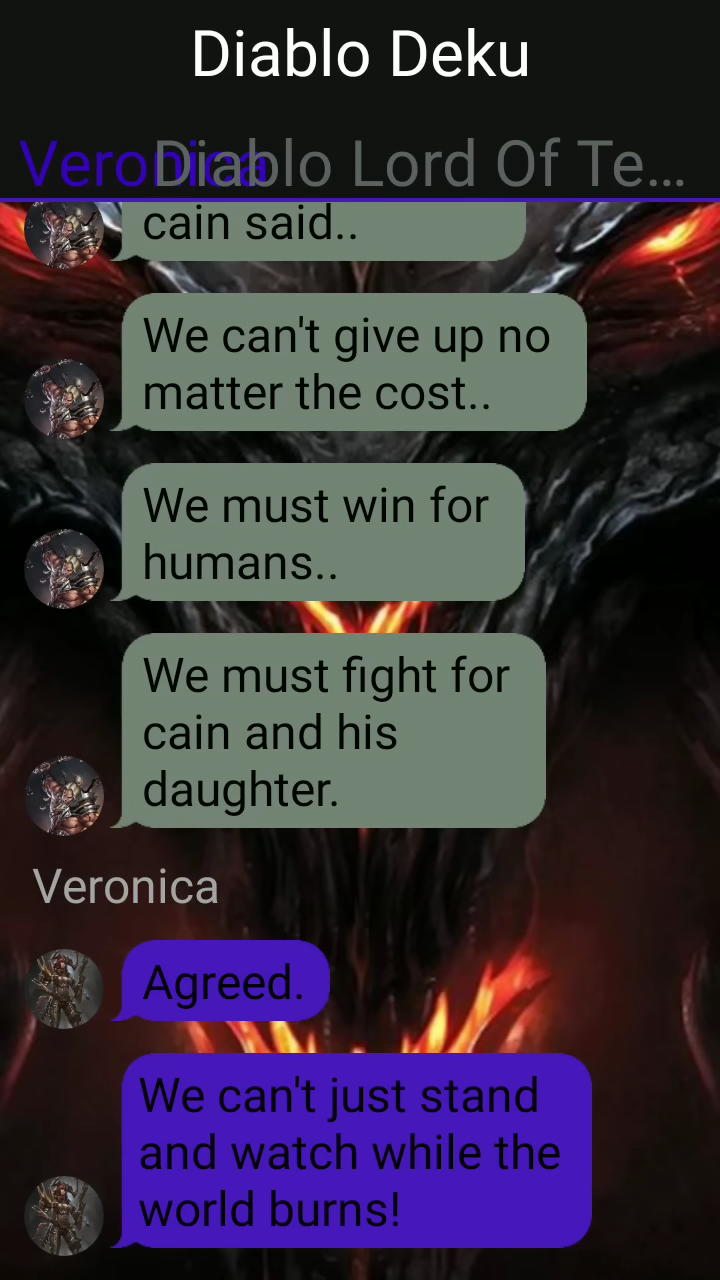 Diablo Deku
Veronica
Diablo Lord Of Te...
cain said..
We can't give up no
matter the cost..
We must win for
humans..
We must fight for
cain and his
daughter.
Veronica
Agreed.
We can't just stand
and watch while the
world burns!